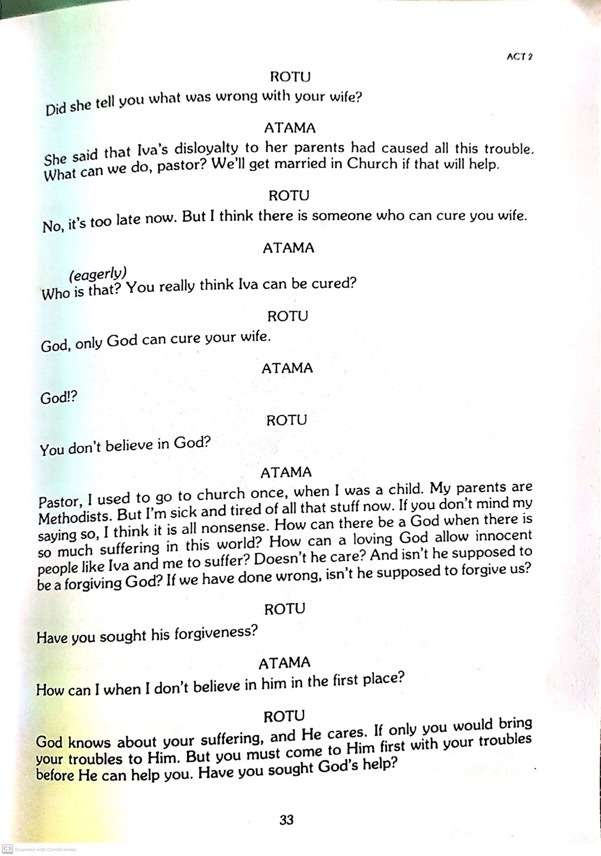 ACT 2
ROTU
Did she tell you what was wrong with your wife?
ATAMA
She said that Iva's disloyalty to her parents had caused all this trouble.
What can we do, pastor? We'll get married in Church if that will help.
ROTU
No, it's too late now. But I think there is someone who can cure you wife.
ATAMA
(eagerly)
Who is that? You really think Iva can be cured?
ROTU
God, only God can cure your wife.
ATAMA
God!?
ROTU
You don't believe in God?
ATAMA
Pastor, I used to go to church once, when I was a child. My parents are
Methodists. But I'm sick and tired of all that stuff now. If you don't mind my
saying so, I think it is all nonsense. How can there be a God when there is
so much suffering in this world? How can a loving God allow innocent
people like Iva and me to suffer? Doesn't he care? And isn't he supposed to
be a forgiving God? If we have done wrong, isn't he supposed to forgive us?
ROTU
Have you sought his forgiveness?
ATAMA
How can I when I don't believe in him in the first place?
ROTU
God knows about your suffering, and He cares. If only you would bring
your troubles to Him. But you must come to Him first with your troubles
before He can help you. Have you sought God's help?
33
CS Scanned with CamScanner